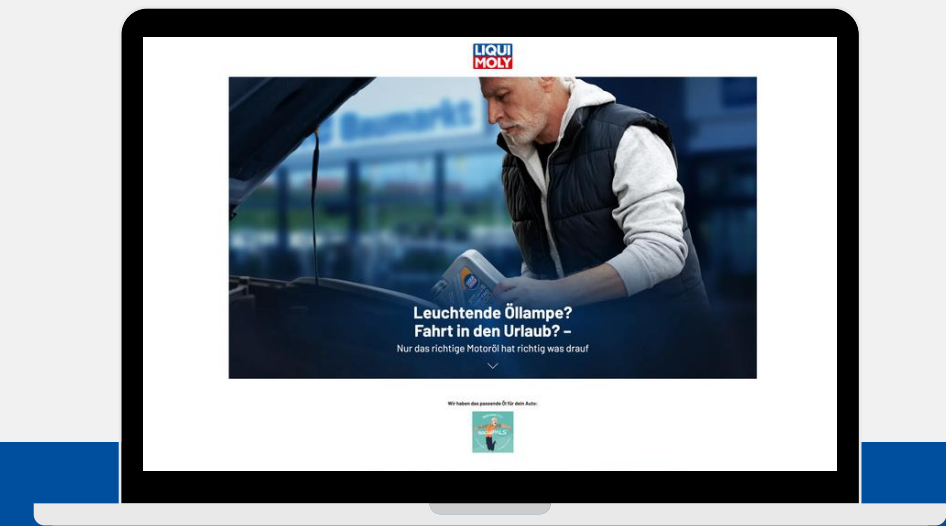 LIQUI
MOLY
Baumarkt
Leuchtende Öllampe?
Fahrt in den Urlaub? –
Nur das richtige Motoröl hat richtig was drauf
Wir haben das passende Öl für dein Auto: